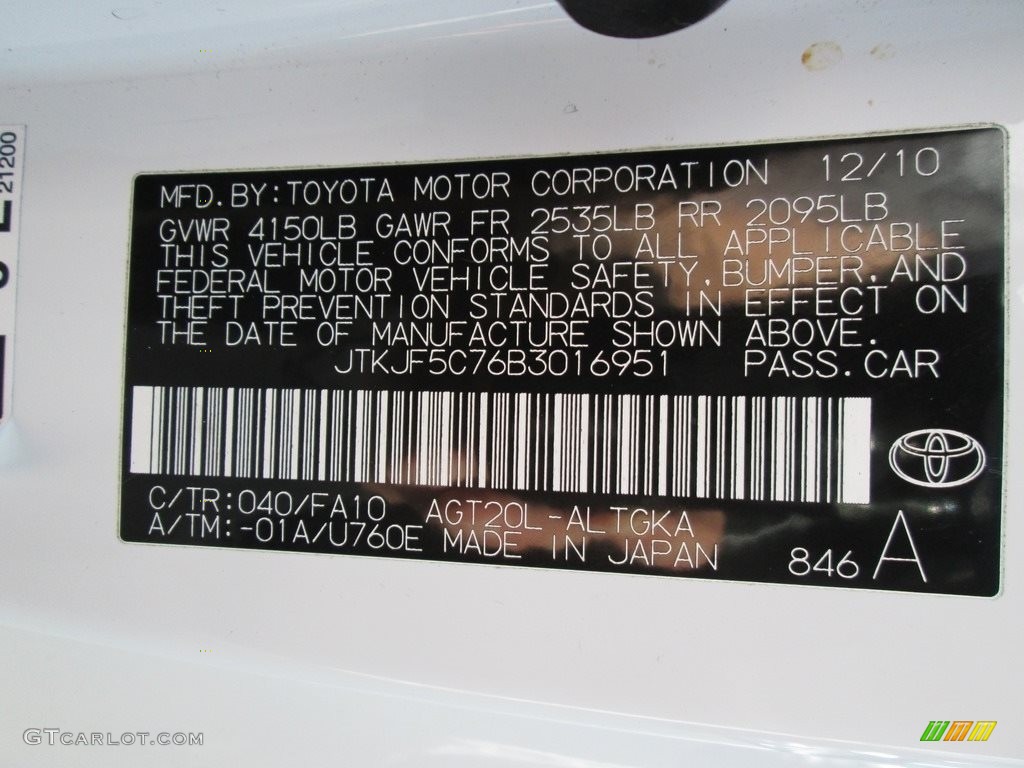 21200
MFD.BY:TOYOTA MOTOR CORPORATION 12/10
GVWR 4150LB GAWR FR 2535LB RR 2095LB
THIS VEHICLE CONFORMS TO ALL APPLICABLE
FEDERAL MOTOR VEHICLE SAFETY,BUMPER,AND
THEFT PREVENTION STANDARDS IN EFFECT ON
THE DATE OF MANUFACTURE SHOWN ABOVE.
JTKJF5C76B3016951 PASS.CAR
C/TR:040/FA10 AGT20L-ALTGKA
A/TM:-01A/U760E MADE IN JAPAN 846 A
GTCARLOT.COM